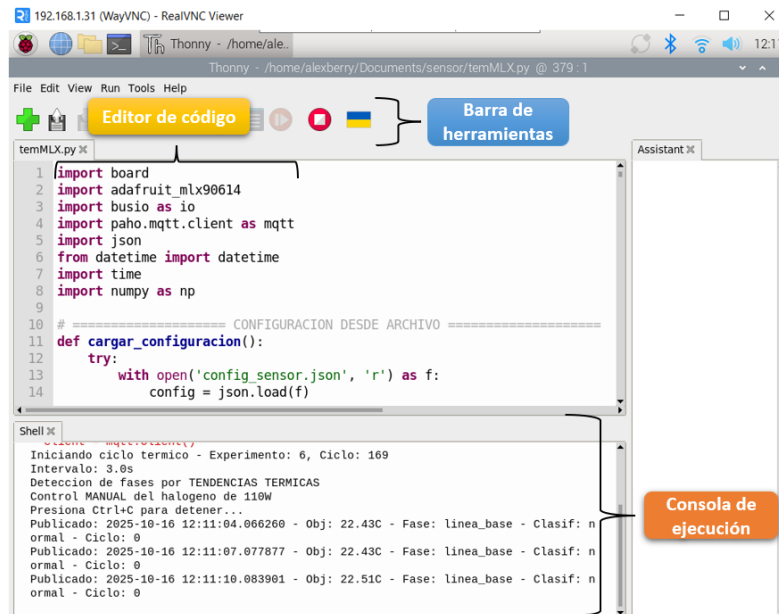 192.168.1.31 (WayVNC) - RealVNC Viewer
Thonny - /home/ale..
12:1
Thonny - /home/alexberry/Documents/sensor/temMLX.py @ 379 : 1
File Edit View Run Tools Help
Editor de código
Barra de
herramientas
temMLX.py
Assistant
1 import board
2 import adafruit_mlx90614
3 import busio as io
4 import paho.mqtt.client as mqtt
5 import json
6 from datetime import datetime
7 import time
8 import numpy as np
9
10 # ==================== CONFIGURACION DESDE ARCHIVO ====================
11 def cargar_configuracion():
12 try:
13 with open('config_sensor.json', 'r') as f:
14 config = json.load(f)
Shell
client = mqtt.Client()
Iniciando ciclo termico - Experimento: 6, Ciclo: 169
Intervalo: 3.0s
Deteccion de fases por TENDENCIAS TERMICAS
Control MANUAL del halogeno de 110W
Presiona Ctrl+C para detener...
Publicado: 2025-10-16 12:11:04.066260 - Obj: 22.43C - Fase: linea_base - Clasif: n
ormal - Ciclo: 0
Publicado: 2025-10-16 12:11:07.077877 - Obj: 22.43C - Fase: linea_base - Clasif: n
ormal - Ciclo: 0
Publicado: 2025-10-16 12:11:10.083901 - Obj: 22.51C - Fase: linea_base - Clasif: n
ormal - Ciclo: 0
Consola de
ejecución